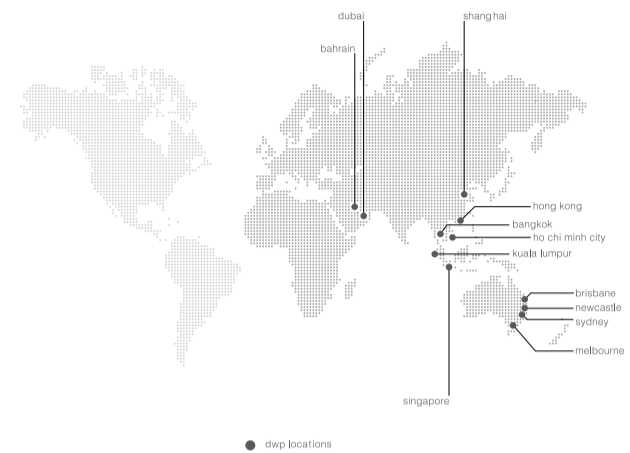 dubai
shanghai
bahrain
hong kong
bangkok
ho chi minh city
kuala lumpur
brisbane
newcastle
sydney
melbourne
singapore
dwp locations